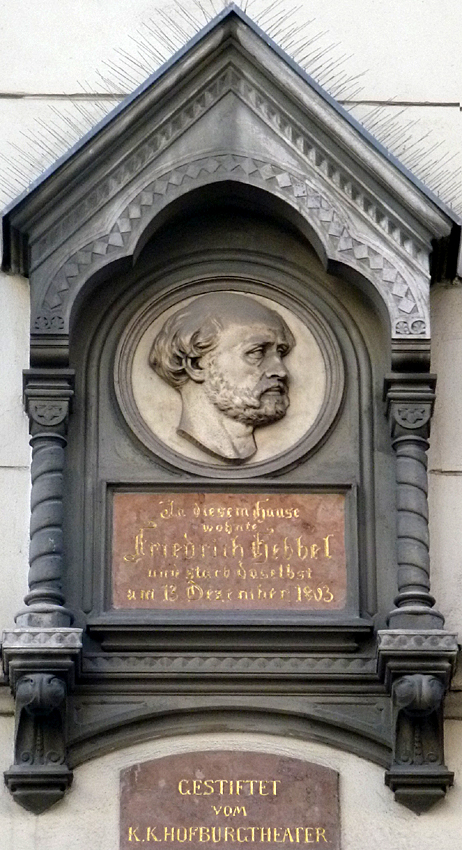 In diesem Hause
wohnte
Friedrich Hebbel
und starb daselbst
am 13 Dezember 1863
GESTIFTET
VOM
K.K.HOFBURGTHEATER.